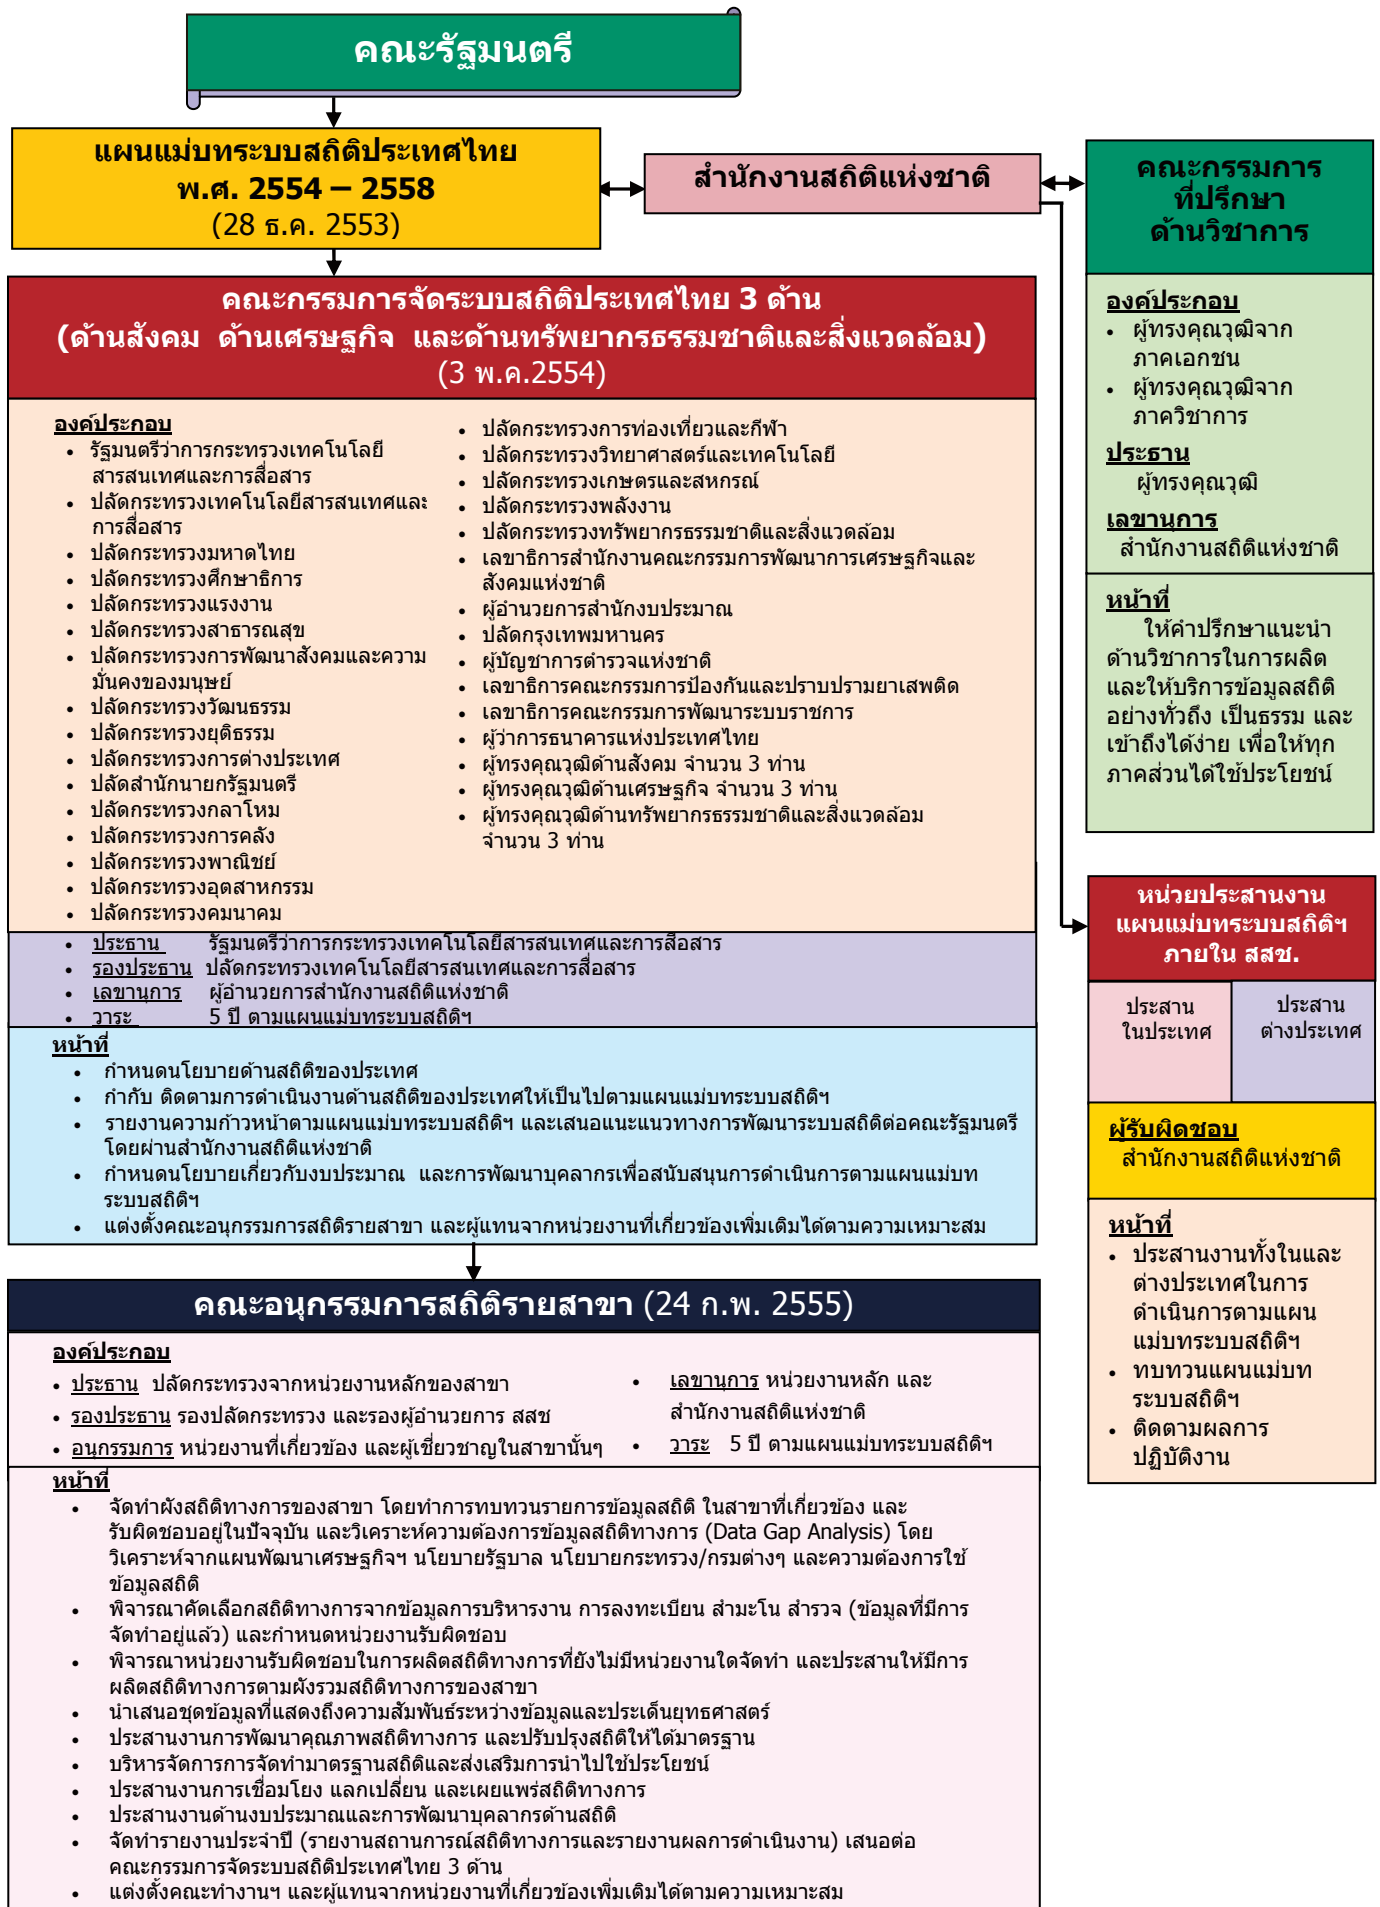 คณะรัฐมนตรี
แผนแม่บทระบบสถิติประเทศไทย
พ.ศ. 2554 – 2558
(28 ธ.ค. 2553)
สำนักงานสถิติแห่งชาติ
คณะกรรมการ
ที่ปรึกษา
ด้านวิชาการ
องค์ประกอบ
• ผู้ทรงคุณวุฒิจาก
ภาคเอกชน
• ผู้ทรงคุณวุฒิจาก
ภาควิชาการ
ประธาน
ผู้ทรงคุณวุฒิ
เลขานุการ
สำนักงานสถิติแห่งชาติ
หน้าที่
ให้คำปรึกษาแนะนำ
ด้านวิชาการในการผลิต
และให้บริการข้อมูลสถิติ
อย่างทั่วถึง เป็นธรรม และ
เข้าถึงได้ง่าย เพื่อให้ทุก
ภาคส่วนได้ใช้ประโยชน์
คณะกรรมการจัดระบบสถิติประเทศไทย 3 ด้าน
(ด้านสังคม ด้านเศรษฐกิจ และด้านทรัพยากรธรรมชาติและสิ่งแวดล้อม)
(3 พ.ค.2554)
องค์ประกอบ
• รัฐมนตรีว่าการกระทรวงเทคโนโลยี
สารสนเทศและการสื่อสาร
• ปลัดกระทรวงเทคโนโลยีสารสนเทศและ
การสื่อสาร
• ปลัดกระทรวงมหาดไทย
• ปลัดกระทรวงศึกษาธิการ
• ปลัดกระทรวงแรงงาน
• ปลัดกระทรวงสาธารณสุข
• ปลัดกระทรวงการพัฒนาสังคมและความ
มั่นคงของมนุษย์
• ปลัดกระทรวงวัฒนธรรม
• ปลัดกระทรวงยุติธรรม
• ปลัดกระทรวงการต่างประเทศ
• ปลัดสำนักนายกรัฐมนตรี
• ปลัดกระทรวงกลาโหม
• ปลัดกระทรวงการคลัง
• ปลัดกระทรวงพาณิชย์
• ปลัดกระทรวงอุตสาหกรรม
• ปลัดกระทรวงคมนาคม
• ปลัดกระทรวงการท่องเที่ยวและกีฬา
• ปลัดกระทรวงวิทยาศาสตร์และเทคโนโลยี
• ปลัดกระทรวงเกษตรและสหกรณ์
• ปลัดกระทรวงพลังงาน
• ปลัดกระทรวงทรัพยากรธรรมชาติและสิ่งแวดล้อม
• เลขาธิการสำนักงานคณะกรรมการพัฒนาการเศรษฐกิจและ
สังคมแห่งชาติ
• ผู้อำนวยการสำนักงบประมาณ
• ปลัดกรุงเทพมหานคร
• ผู้บัญชาการตำรวจแห่งชาติ
• เลขาธิการคณะกรรมการป้องกันและปราบปรามยาเสพติด
• เลขาธิการคณะกรรมการพัฒนาระบบราชการ
• ผู้ว่าการธนาคารแห่งประเทศไทย
• ผู้ทรงคุณวุฒิด้านสังคม จำนวน 3 ท่าน
• ผู้ทรงคุณวุฒิด้านเศรษฐกิจ จำนวน 3 ท่าน
• ผู้ทรงคุณวุฒิด้านทรัพยากรธรรมชาติและสิ่งแวดล้อม
จำนวน 3 ท่าน
• ประธาน รัฐมนตรีว่าการกระทรวงเทคโนโลยีสารสนเทศและการสื่อสาร
• รองประธาน ปลัดกระทรวงเทคโนโลยีสารสนเทศและการสื่อสาร
• เลขานุการ ผู้อำนวยการสำนักงานสถิติแห่งชาติ
• วาระ 5 ปี ตามแผนแม่บทระบบสถิติฯ
หน้าที่
• กำหนดนโยบายด้านสถิติของประเทศ
• กำกับ ติดตามการดำเนินงานด้านสถิติของประเทศให้เป็นไปตามแผนแม่บทระบบสถิติฯ
• รายงานความก้าวหน้าตามแผนแม่บทระบบสถิติฯ และเสนอแนะแนวทางการพัฒนาระบบสถิติต่อคณะรัฐมนตรี
โดยผ่านสำนักงานสถิติแห่งชาติ
• กำหนดนโยบายเกี่ยวกับงบประมาณ และการพัฒนาบุคลากรเพื่อสนับสนุนการดำเนินการตามแผนแม่บท
ระบบสถิติฯ
• แต่งตั้งคณะอนุกรรมการสถิติรายสาขา และผู้แทนจากหน่วยงานที่เกี่ยวข้องเพิ่มเติมได้ตามความเหมาะสม
หน่วยประสานงาน
แผนแม่บทระบบสถิติฯ
ภายใน สสช.
ประสาน
ในประเทศ
ประสาน
ต่างประเทศ
ผู้รับผิดชอบ
สำนักงานสถิติแห่งชาติ
หน้าที่
• ประสานงานทั้งในและ
ต่างประเทศในการ
ดำเนินการตามแผน
แม่บทระบบสถิติฯ
• ทบทวนแผนแม่บท
ระบบสถิติฯ
• ติดตามผลการ
ปฏิบัติงาน
คณะอนุกรรมการสถิติรายสาขา (24 ก.พ. 2555)
องค์ประกอบ
• ประธาน ปลัดกระทรวงจากหน่วยงานหลักของสาขา
• รองประธาน รองปลัดกระทรวง และรองผู้อำนวยการ สสช
• อนุกรรมการ หน่วยงานที่เกี่ยวข้อง และผู้เชี่ยวชาญในสาขานั้นๆ
• เลขานุการ หน่วยงานหลัก และ
สำนักงานสถิติแห่งชาติ
• วาระ 5 ปี ตามแผนแม่บทระบบสถิติฯ
หน้าที่
• จัดทำผังสถิติทางการของสาขา โดยทำการทบทวนรายการข้อมูลสถิติ ในสาขาที่เกี่ยวข้อง และ
รับผิดชอบอยู่ในปัจจุบัน และวิเคราะห์ความต้องการข้อมูลสถิติทางการ (Data Gap Analysis) โดย
วิเคราะห์จากแผนพัฒนาเศรษฐกิจฯ นโยบายรัฐบาล นโยบายกระทรวง/กรมต่างๆ และความต้องการใช้
ข้อมูลสถิติ
• พิจารณาคัดเลือกสถิติทางการจากข้อมูลการบริหารงาน การลงทะเบียน สำมะโน สำรวจ (ข้อมูลที่มีการ
จัดทำอยู่แล้ว) และกำหนดหน่วยงานรับผิดชอบ
• พิจารณาหน่วยงานรับผิดชอบในการผลิตสถิติทางการที่ยังไม่มีหน่วยงานใดจัดทำ และประสานให้มีการ
ผลิตสถิติทางการตามผังรวมสถิติทางการของสาขา
• นำเสนอชุดข้อมูลที่แสดงถึงความสัมพันธ์ระหว่างข้อมูลและประเด็นยุทธศาสตร์
• ประสานงานการพัฒนาคุณภาพสถิติทางการ และปรับปรุงสถิติให้ได้มาตรฐาน
• บริหารจัดการการจัดทำมาตรฐานสถิติและส่งเสริมการนำไปใช้ประโยชน์
• ประสานงานการเชื่อมโยง แลกเปลี่ยน และเผยแพร่สถิติทางการ
• ประสานงานด้านงบประมาณและการพัฒนาบุคลากรด้านสถิติ
• จัดทำรายงานประจำปี (รายงานสถานการณ์สถิติทางการและรายงานผลการดำเนินงาน) เสนอต่อ
คณะกรรมการจัดระบบสถิติประเทศไทย 3 ด้าน
• แต่งตั้งคณะทำงานฯ และผู้แทนจากหน่วยงานที่เกี่ยวข้องเพิ่มเติมได้ตามความเหมาะสม